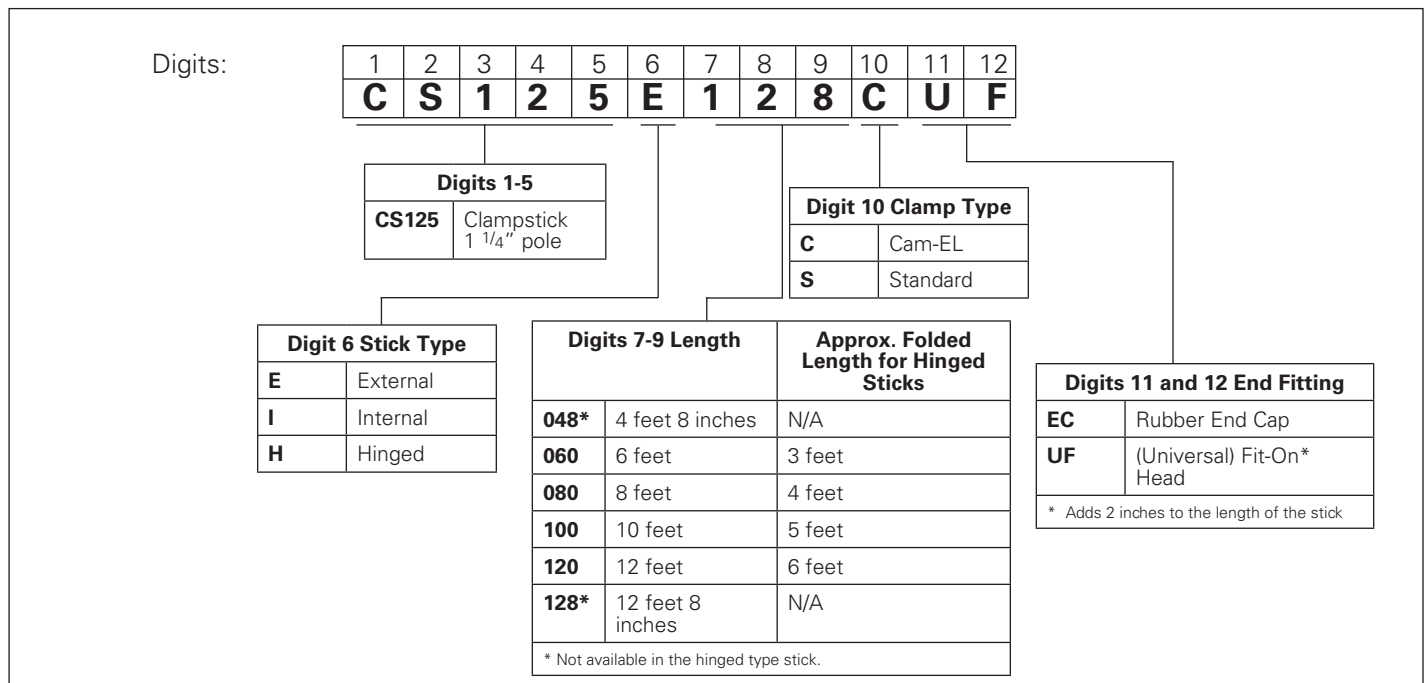 Digits:
1 2 3 4 5 6 7 8 9 10 11 12
C S 1 2 5 E 1 2 8 C U F
Digits 1-5
CS125 Clampstick
1 1/4" pole
Digit 10 Clamp Type
C Cam-EL
S Standard
Digit 6 Stick Type
E External
I Internal
H Hinged
Digits 7-9 Length
Approx. Folded
Length for Hinged
Sticks
048* 4 feet 8 inches N/A
060 6 feet 3 feet
080 8 feet 4 feet
100 10 feet 5 feet
120 12 feet 6 feet
128* 12 feet 8 N/A
inches
* Not available in the hinged type stick.
Digits 11 and 12 End Fitting
EC Rubber End Cap
UF (Universal) Fit-On*
Head
* Adds 2 inches to the length of the stick